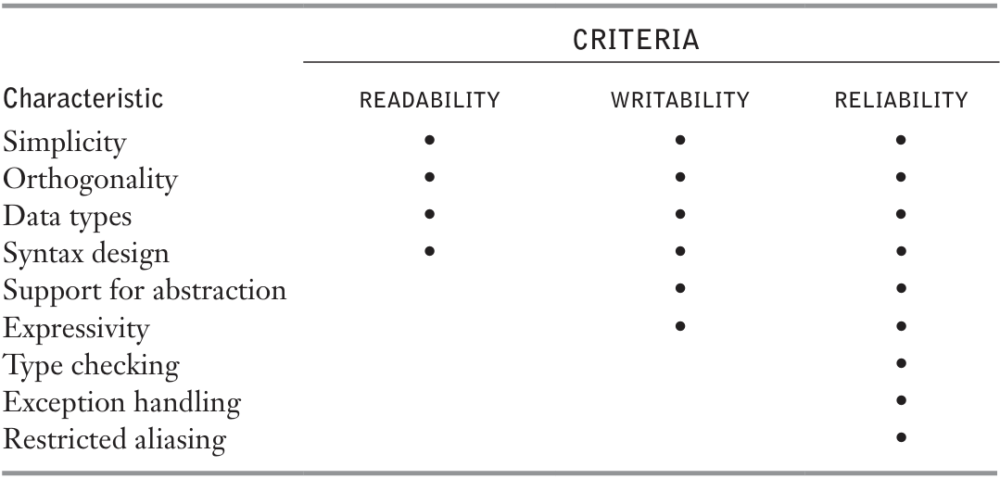 CRITERIA
Characteristic READABILITY WRITABILITY RELIABILITY
Simplicity • • •
Orthogonality • • •
Data types • • •
Syntax design • • •
Support for abstraction • •
Expressivity • •
Type checking •
Exception handling •
Restricted aliasing •